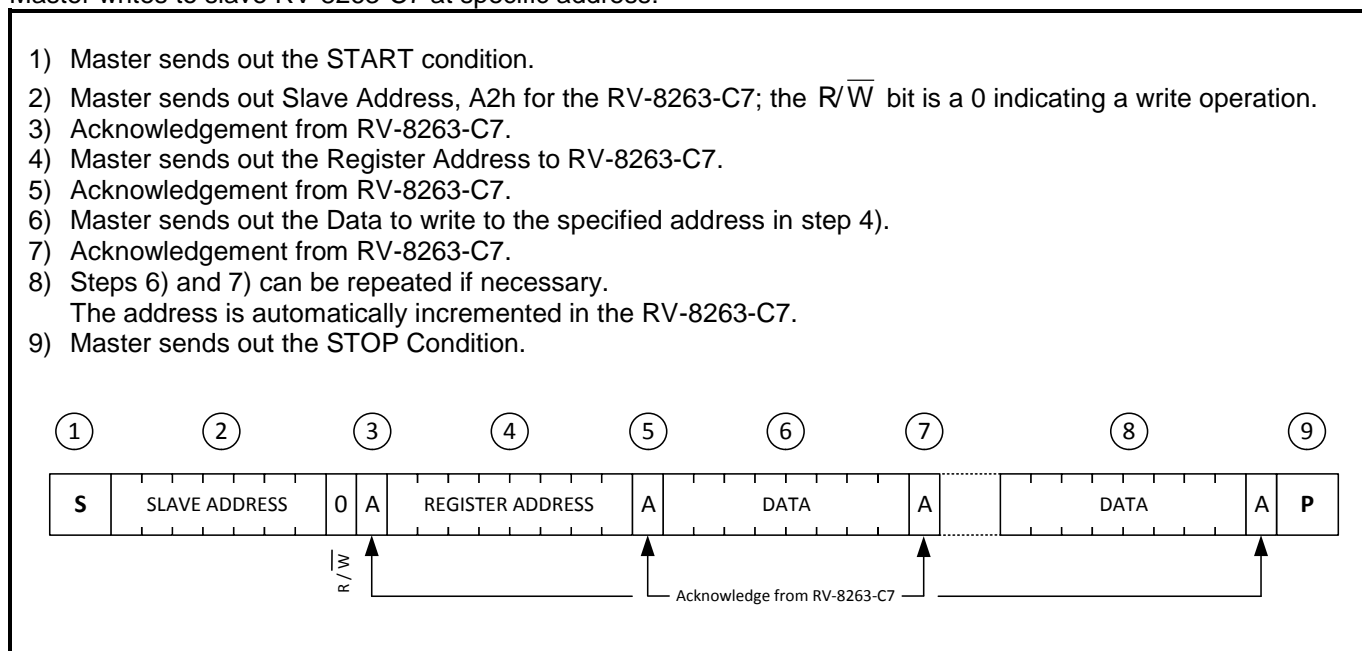 Master writes to slave RV-8263-C7 at specific address:
1) Master sends out the START condition.
2) Master sends out Slave Address, A2h for the RV-8263-C7; the R/W bit is a 0 indicating a write operation.
3) Acknowledgement from RV-8263-C7.
4) Master sends out the Register Address to RV-8263-C7.
5) Acknowledgement from RV-8263-C7.
6) Master sends out the Data to write to the specified address in step 4).
7) Acknowledgement from RV-8263-C7.
8) Steps 6) and 7) can be repeated if necessary.
The address is automatically incremented in the RV-8263-C7.
9) Master sends out the STOP Condition.
1 2 3 4 5 6 7 8 9
S SLAVE ADDRESS 0 A REGISTER ADDRESS A DATA A DATA A P
R/W
Acknowledge from RV-8263-C7